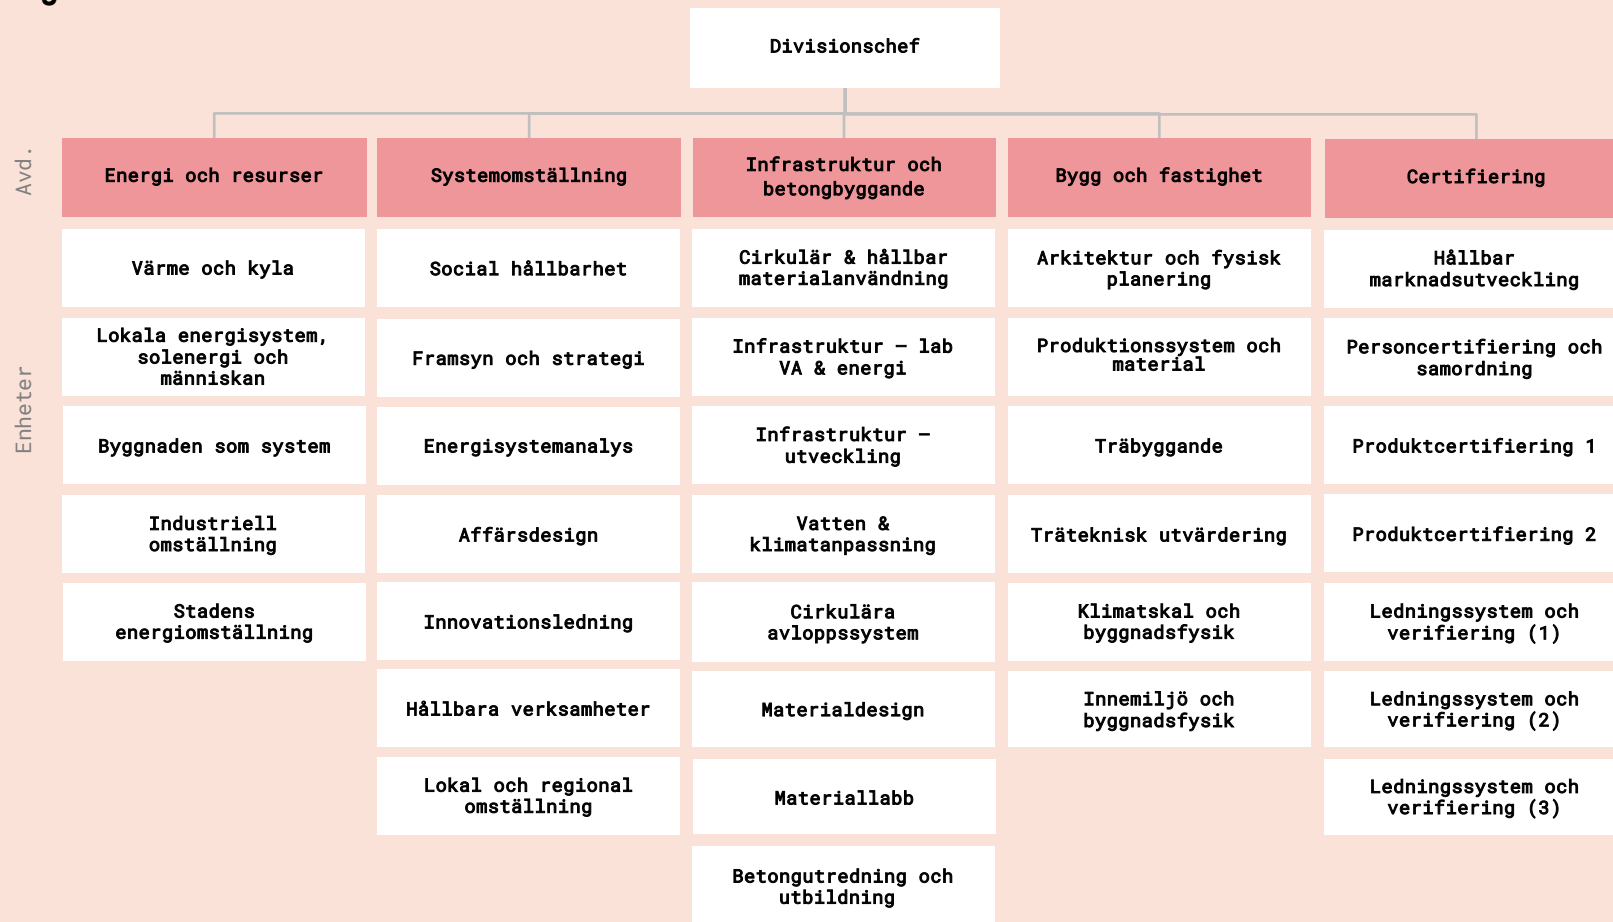 Divisionschef
Avd.
Energi och resurser
Systemomställning
Infrastruktur och
betongbyggande
Bygg och fastighet
Certifiering
Enheter
Värme och kyla
Lokala energisystem,
solenergi och
människan
Byggnaden som system
Industriell
omställning
Stadens
energiomställning
Social hållbarhet
Framsyn och strategi
Energisystemanalys
Affärsdesign
Innovationsledning
Hållbara verksamheter
Lokal och regional
omställning
Cirkulär & hållbar
materialanvändning
Infrastruktur – lab
VA & energi
Infrastruktur –
utveckling
Vatten &
klimatanpassning
Cirkulära
avloppssystem
Materialdesign
Materiallabb
Betongutredning och
utbildning
Arkitektur och fysisk
planering
Produktionssystem och
material
Träbyggande
Träteknisk utvärdering
Klimatskal och
byggnadsfysik
Innemiljö och
byggnadsfysik
Hållbar
marknadsutveckling
Personcertifiering och
samordning
Produktcertifiering 1
Produktcertifiering 2
Ledningssystem och
verifiering (1)
Ledningssystem och
verifiering (2)
Ledningssystem och
verifiering (3)